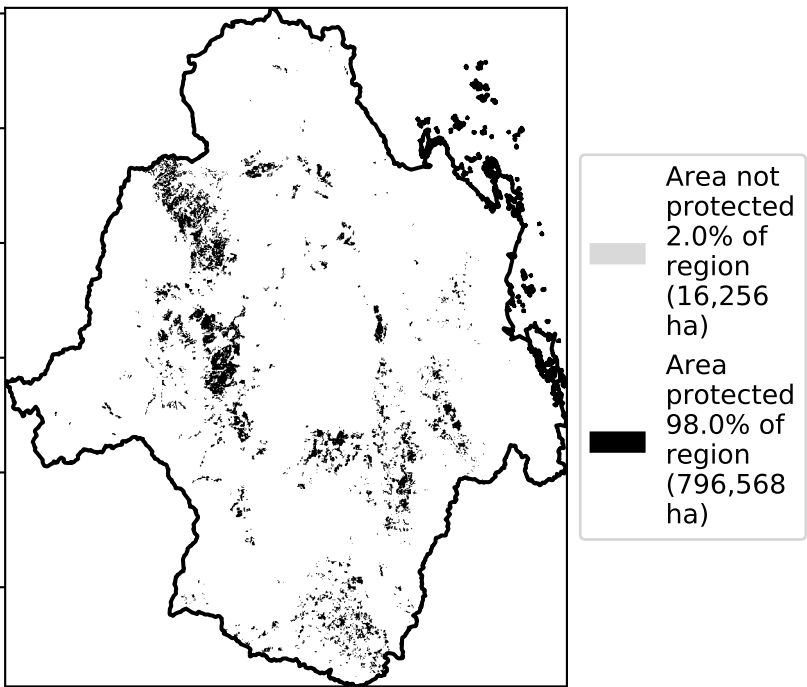 Area not
protected
2.0% of
region
(16,256
ha)
Area
protected
98.0% of
region
(796,568
ha)